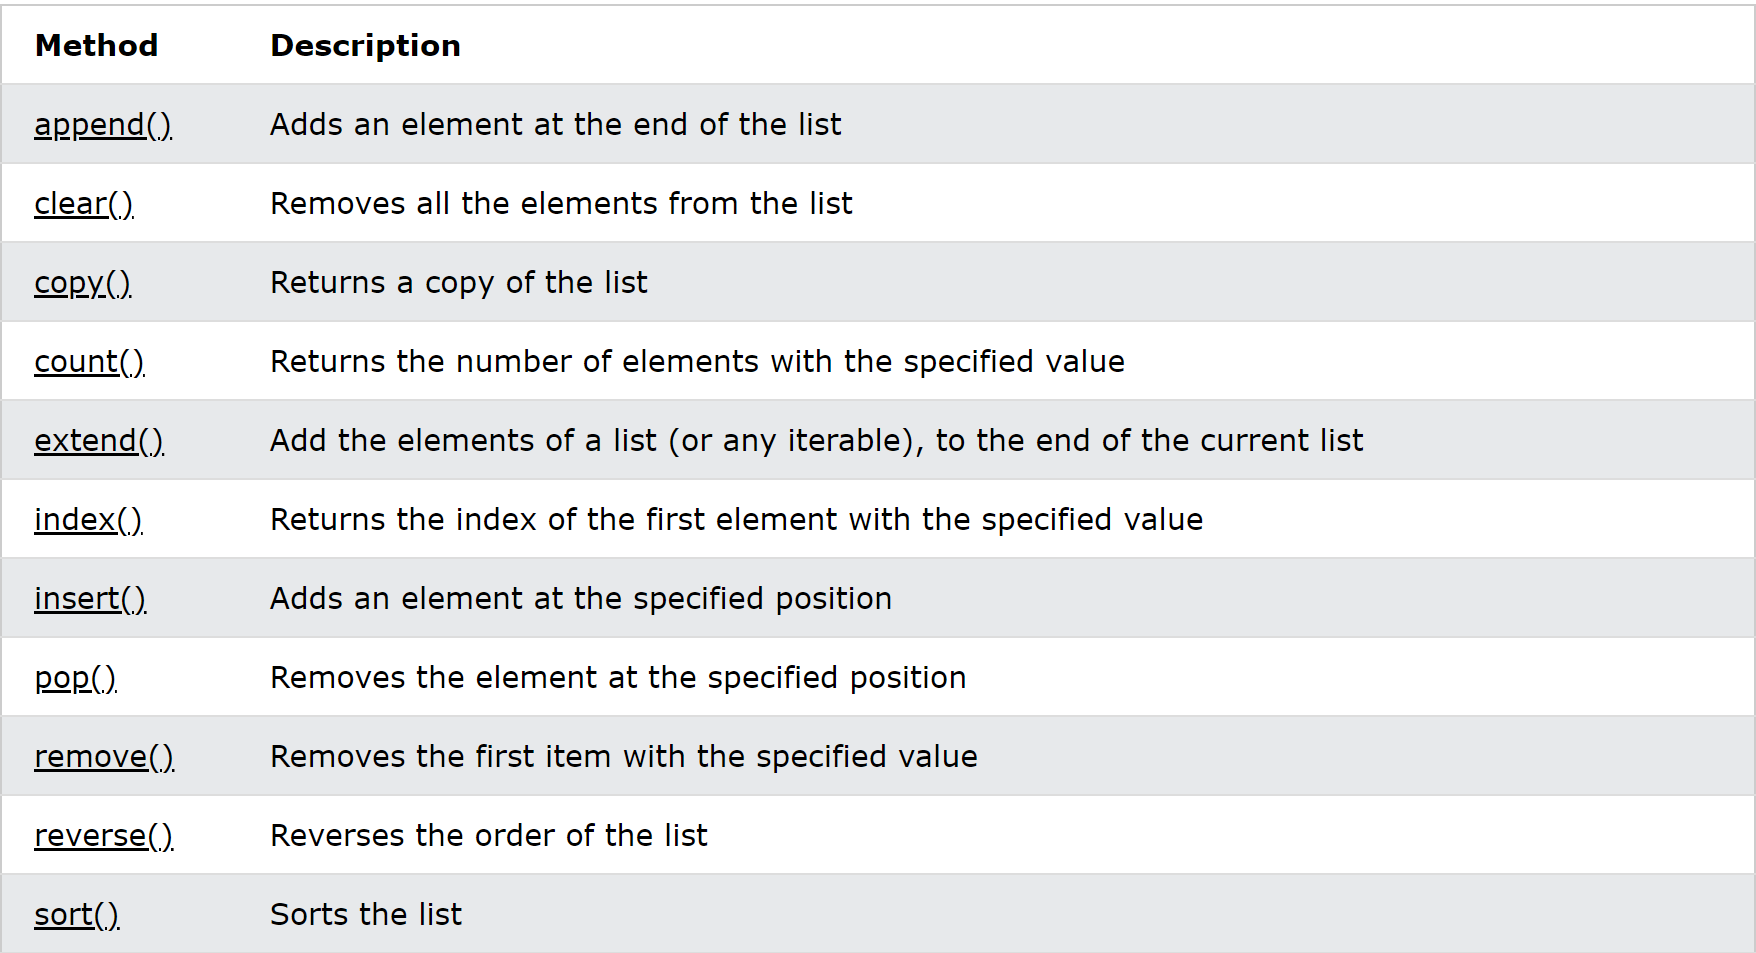 Method Description
append() Adds an element at the end of the list
clear() Removes all the elements from the list
copy() Returns a copy of the list
count() Returns the number of elements with the specified value
extend() Add the elements of a list (or any iterable), to the end of the current list
index() Returns the index of the first element with the specified value
insert() Adds an element at the specified position
pop() Removes the element at the specified position
remove() Removes the first item with the specified value
reverse() Reverses the order of the list
sort() Sorts the list